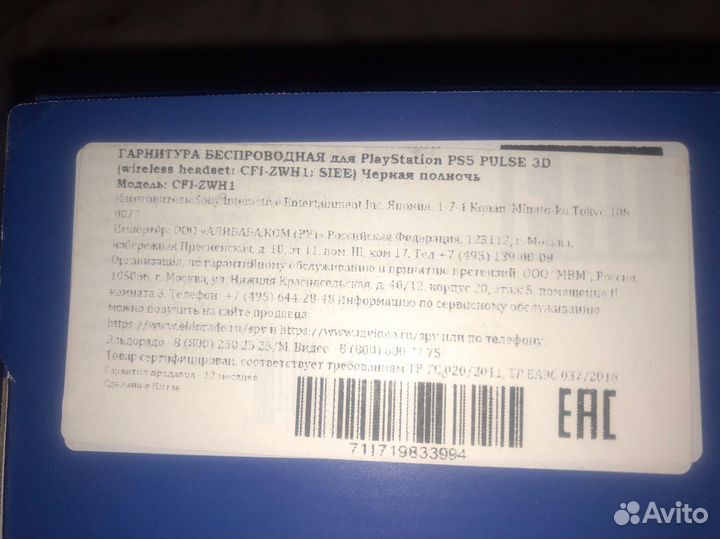 ГАРНИТУРА БЕСПРОВОДНАЯ для PlayStation PS5 PULSE 3D
(wireless headset: CFI-ZWH1: SIEE) Черная полночь
Модель: CFI-ZWH1
Изготовитель: Sony Interactive Entertainment Inc. Япония, 1-7-1 Konan, Minato-ku Tokyo, 108-
0077
Импортёр: ООО «АЛИБАБА.КОМ (РУ)» Российская Федерация, 123112, г. Москва,
набережная Пресненская, д. 10, эт. 11, пом. III, ком 17, Тел +7 (495) 139-00-08
Организация, по гарантийному обслуживанию и принятию претензий: ООО "МВМ", Россия,
105066, г. Москва, ул. Нижняя Красносельская, д. 40/12, корпус 20, этаж 5, помещение II
комната 3. Телефон: +7 (495) 644-28-48 Информацию по сервисному обслуживанию
можно получить на сайте продавца:
https://www.eldorado.ru/spv и https://www.mvideo.ru/spv или по телефону:
Эльдорадо - 8 (800) 250 25 25,/М. Видео - 8 (800) 600 77 75
Товар сертифицирован, соответствует требованиям ТР ТС 020/2011, ТР ЕАЭС 037/2016
Гарантия продавца - 12 месяцев
Сделано в Китае
EAC
711719833994
Avito